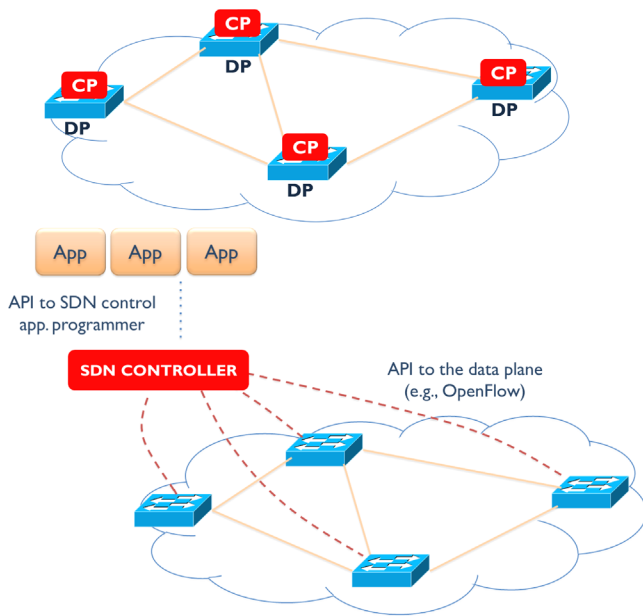 CP
DP
CP
DP
CP
DP
CP
DP
App
App
App
API to SDN control
app. programmer
SDN CONTROLLER
API to the data plane
(e.g., OpenFlow)